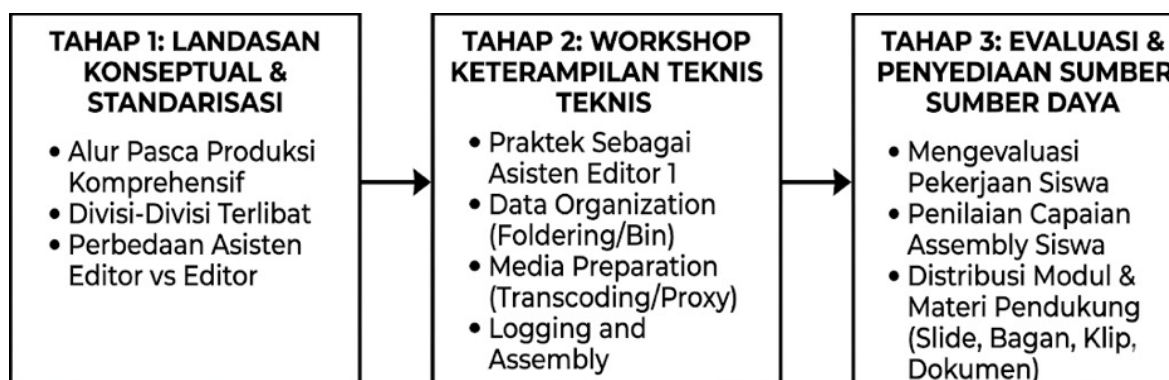 TAHAP 1: LANDASAN
KONSEPTUAL &
STANDARISASI
• Alur Pasca Produksi
Komprehensif
• Divisi-Divisi Terlibat
• Perbedaan Asisten
Editor vs Editor
TAHAP 2: WORKSHOP
KETERAMPILAN TEKNIS
TEKNIS
• Praktek Sebagai
Asisten Editor 1
• Data Organization
(Foldering/Bin)
• Media Preparation
(Transcoding/Proxy)
• Logging and
Assembly
TAHAP 3: EVALUASI &
PENYEDIAAN SUMBER
SUMBER DAYA
• Mengevaluasi
Pekerjaan Siswa
• Penilaian Capaian
Assembly Siswa
• Distribusi Modul &
Materi Pendukung
(Slide, Bagan, Klip,
Dokumen)